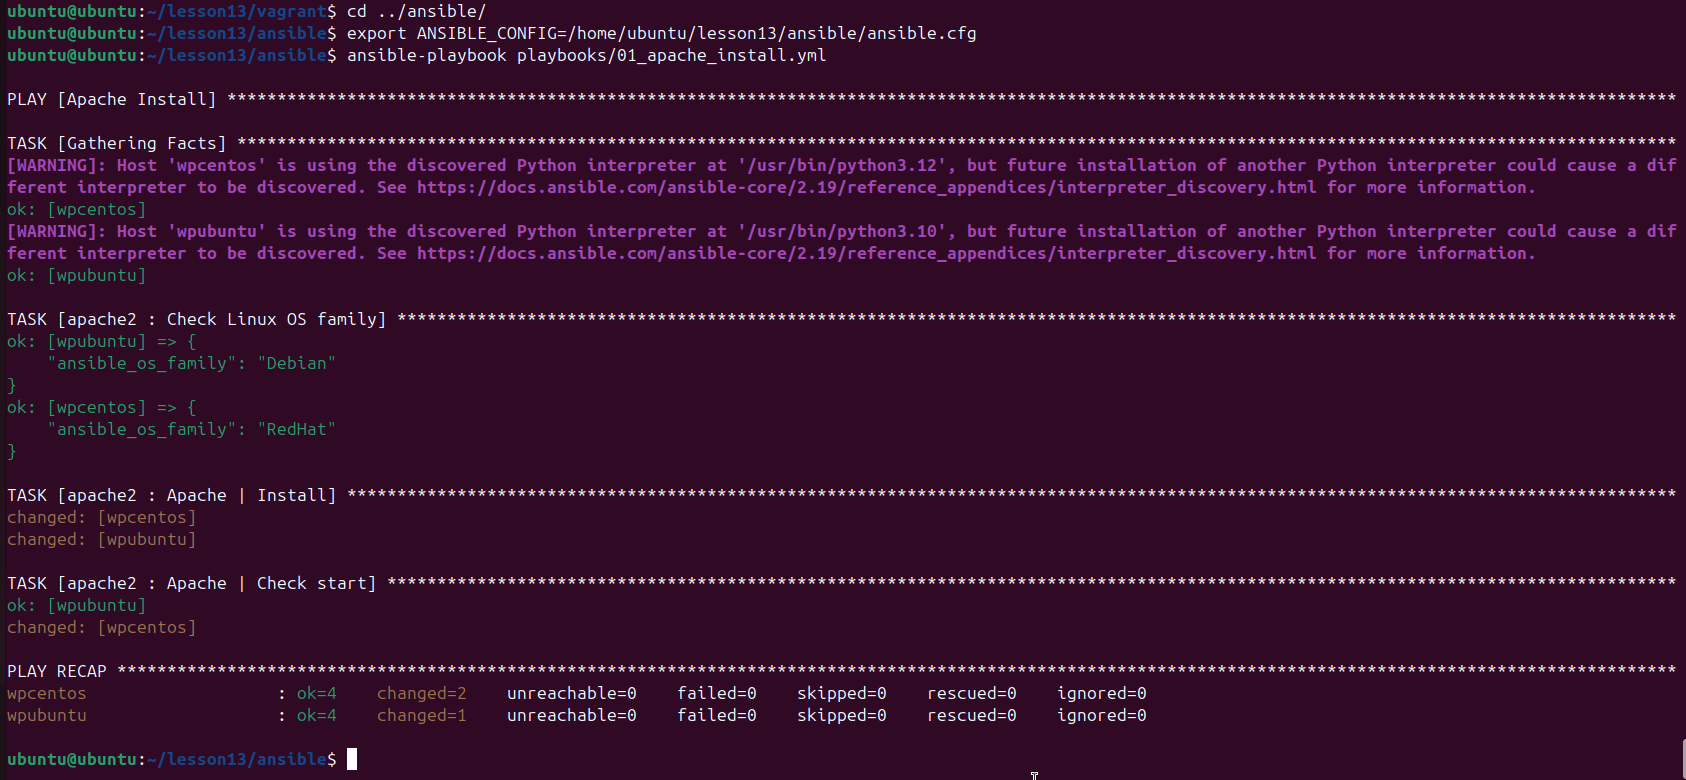 ubuntu@ubuntu:~/lesson13/vagrant$ cd ../ansible/
ubuntu@ubuntu:~/lesson13/ansible$ export ANSIBLE_CONFIG=/home/ubuntu/lesson13/ansible/ansible.cfg
ubuntu@ubuntu:~/lesson13/ansible$ ansible-playbook playbooks/01_apache_install.yml

PLAY [Apache Install] *************************************************************************************************************************************************

TASK [Gathering Facts] ************************************************************************************************************************************************
[WARNING]: Host 'wpcentos' is using the discovered Python interpreter at '/usr/bin/python3.12', but future installation of another Python interpreter could cause a dif
ferent interpreter to be discovered. See https://docs.ansible.com/ansible-core/2.19/reference_appendices/interpreter_discovery.html for more information.
ok: [wpcentos]
[WARNING]: Host 'wpubuntu' is using the discovered Python interpreter at '/usr/bin/python3.10', but future installation of another Python interpreter could cause a dif
ferent interpreter to be discovered. See https://docs.ansible.com/ansible-core/2.19/reference_appendices/interpreter_discovery.html for more information.
ok: [wpubuntu]

TASK [apache2 : Check Linux OS family] ********************************************************************************************************************************
ok: [wpubuntu] => {
    "ansible_os_family": "Debian"
}
ok: [wpcentos] => {
    "ansible_os_family": "RedHat"
}

TASK [apache2 : Apache | Install] *************************************************************************************************************************************
changed: [wpcentos]
changed: [wpubuntu]

TASK [apache2 : Apache | Check start] *********************************************************************************************************************************
ok: [wpubuntu]
changed: [wpcentos]

PLAY RECAP ************************************************************************************************************************************************************
wpcentos                   : ok=4    changed=2    unreachable=0    failed=0    skipped=0    rescued=0    ignored=0
wpubuntu                   : ok=4    changed=1    unreachable=0    failed=0    skipped=0    rescued=0    ignored=0

ubuntu@ubuntu:~/lesson13/ansible$